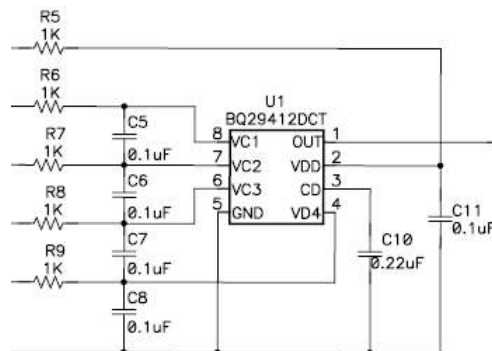 R5
1K
R6
1K
R7
1K
R8
1K
R9
1K
C5
0.1uF
C6
0.1uF
C7
0.1uF
C8
0.1uF
U1
BQ29412DCT
8 VC1 OUT 1
7 VC2 VDD 2
6 VC3 CD 3
5 GND VD4 4
C10
0.22uF
C11
0.1uF